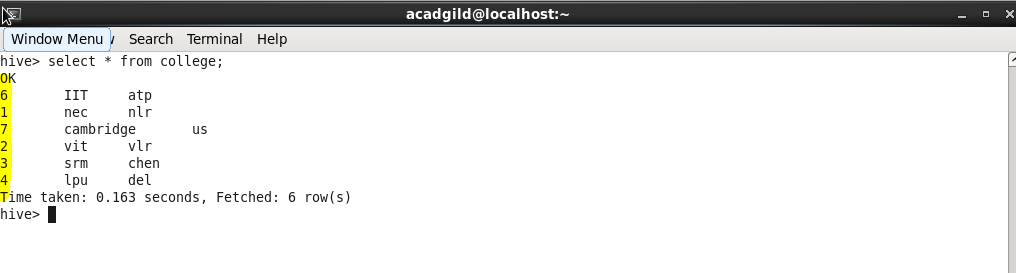 acadgild@localhost:~
Window Menu Search Terminal Help
hive> select * from college;
OK
6 IIT atp
1 nec nlr
7 cambridge us
2 vit vlr
3 srm chen
4 lpu del
Time taken: 0.163 seconds, Fetched: 6 row(s)
hive>